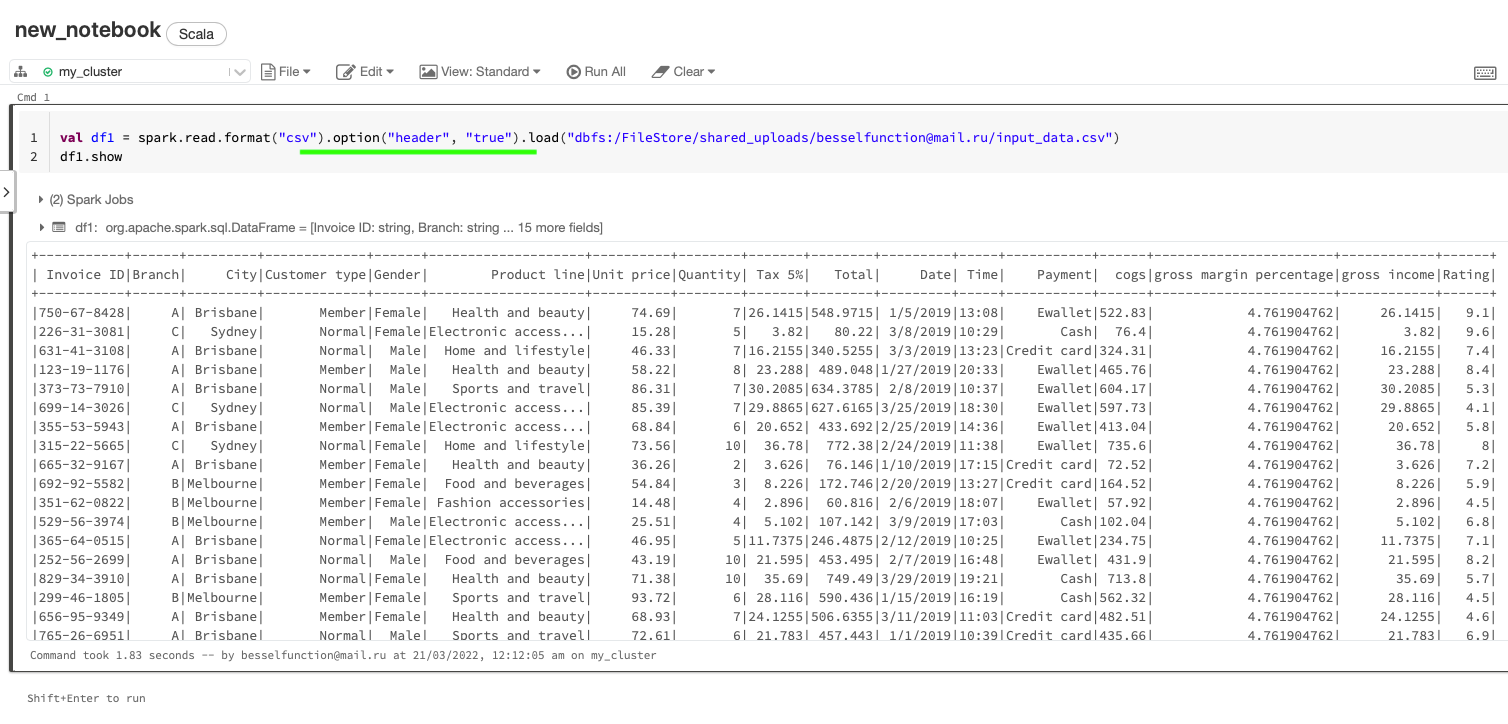 new_notebook Scala
my_cluster File Edit View: Standard Run All Clear
Cmd 1
1 val df1 = spark.read.format("csv").option("header", "true").load("dbfs:/FileStore/shared_uploads/besselfunction@mail.ru/input_data.csv")
2 df1.show
(2) Spark Jobs
df1: org.apache.spark.sql.DataFrame = [Invoice ID: string, Branch: string ... 15 more fields]
+-----------+------+---------+-------------+------+--------------------+----------+--------+-------+--------+---------+-----+-----------+------+-----------------------+------------+------+
| Invoice ID|Branch|     City|Customer type|Gender|        Product line|Unit price|Quantity| Tax 5%|   Total|     Date| Time|    Payment|  cogs|gross margin percentage|gross income|Rating|
+-----------+------+---------+-------------+------+--------------------+----------+--------+-------+--------+---------+-----+-----------+------+-----------------------+------------+------+
|750-67-8428|     A| Brisbane|       Member|Female|   Health and beauty|     74.69|       7|26.1415|548.9715| 1/5/2019|13:08|    Ewallet|522.83|            4.761904762|     26.1415|   9.1|
|226-31-3081|     C|   Sydney|       Normal|Female|Electronic access...|     15.28|       5|   3.82|   80.22| 3/8/2019|10:29|       Cash|  76.4|            4.761904762|        3.82|   9.6|
|631-41-3108|     A| Brisbane|       Normal|  Male|  Home and lifestyle|     46.33|       7|16.2155|340.5255| 3/3/2019|13:23|Credit card|324.31|            4.761904762|     16.2155|   7.4|
|123-19-1176|     A| Brisbane|       Member|  Male|   Health and beauty|     58.22|       8| 23.288| 489.048|1/27/2019|20:33|    Ewallet|465.76|            4.761904762|      23.288|   8.4|
|373-73-7910|     A| Brisbane|       Normal|  Male|   Sports and travel|     86.31|       7|30.2085|634.3785| 2/8/2019|10:37|    Ewallet|604.17|            4.761904762|     30.2085|   5.3|
|699-14-3026|     C|   Sydney|       Normal|  Male|Electronic access...|     85.39|       7|29.8865|627.6165|3/25/2019|18:30|    Ewallet|597.73|            4.761904762|     29.8865|   4.1|
|355-53-5943|     A| Brisbane|       Member|Female|Electronic access...|     68.84|       6| 20.652| 433.692|2/25/2019|14:36|    Ewallet|413.04|            4.761904762|      20.652|   5.8|
|315-22-5665|     C|   Sydney|       Normal|Female|  Home and lifestyle|     73.56|      10|  36.78|  772.38|2/24/2019|11:38|    Ewallet| 735.6|            4.761904762|       36.78|     8|
|665-32-9167|     A| Brisbane|       Member|Female|   Health and beauty|     36.26|       2|  3.626|  76.146|1/10/2019|17:15|Credit card| 72.52|            4.761904762|       3.626|   7.2|
|692-92-5582|     B|Melbourne|       Member|Female|  Food and beverages|     54.84|       3|  8.226| 172.746|2/20/2019|13:27|Credit card|164.52|            4.761904762|       8.226|   5.9|
|351-62-0822|     B|Melbourne|       Member|Female| Fashion accessories|     14.48|       4|  2.896|  60.816| 2/6/2019|18:07|    Ewallet| 57.92|            4.761904762|       2.896|   4.5|
|529-56-3974|     B|Melbourne|       Member|  Male|Electronic access...|     25.51|       4|  5.102| 107.142| 3/9/2019|17:03|       Cash|102.04|            4.761904762|       5.102|   6.8|
|365-64-0515|     A| Brisbane|       Normal|Female|Electronic access...|     46.95|       5|11.7375|246.4875|2/12/2019|10:25|    Ewallet|234.75|            4.761904762|     11.7375|   7.1|
|252-56-2699|     A| Brisbane|       Normal|  Male|  Food and beverages|     43.19|      10| 21.595| 453.495| 2/7/2019|16:48|    Ewallet| 431.9|            4.761904762|      21.595|   8.2|
|829-34-3910|     A| Brisbane|       Normal|Female|   Health and beauty|     71.38|      10|  35.69|  749.49|3/29/2019|19:21|       Cash| 713.8|            4.761904762|       35.69|   5.7|
|299-46-1805|     B|Melbourne|       Member|Female|   Sports and travel|     93.72|       6| 28.116| 590.436|1/15/2019|16:19|       Cash|562.32|            4.761904762|      28.116|   4.5|
|656-95-9349|     A| Brisbane|       Member|Female|   Health and beauty|     68.93|       7|24.1255|506.6355|3/11/2019|11:03|Credit card|482.51|            4.761904762|     24.1255|   4.6|
|765-26-6951|     A| Brisbane|       Normal|  Male|   Sports and travel|     72.61|       6| 21.783| 457.443| 1/1/2019|10:39|Credit card|435.66|            4.761904762|      21.783|   6.9|
Command took 1.83 seconds -- by besselfunction@mail.ru at 21/03/2022, 12:12:05 am on my_cluster
Shift+Enter to run